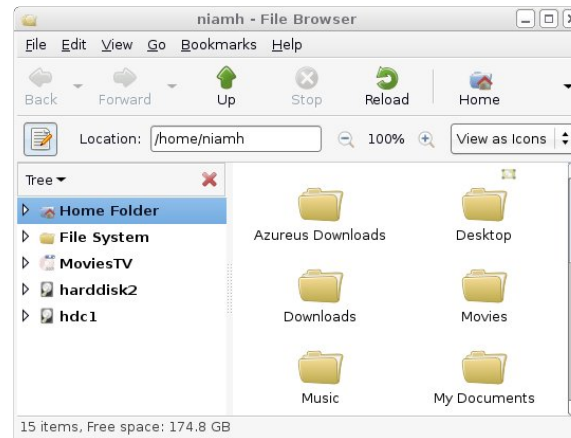 niamh - File Browser
File Edit View Go Bookmarks Help
Back Forward Up Stop Reload Home
Location: /home/niamh 100% View as Icons
Tree
Home Folder
File System
MoviesTV
harddisk2
hdc1
Azureus Downloads Desktop
Downloads Movies
Music My Documents
15 items, Free space: 174.8 GB